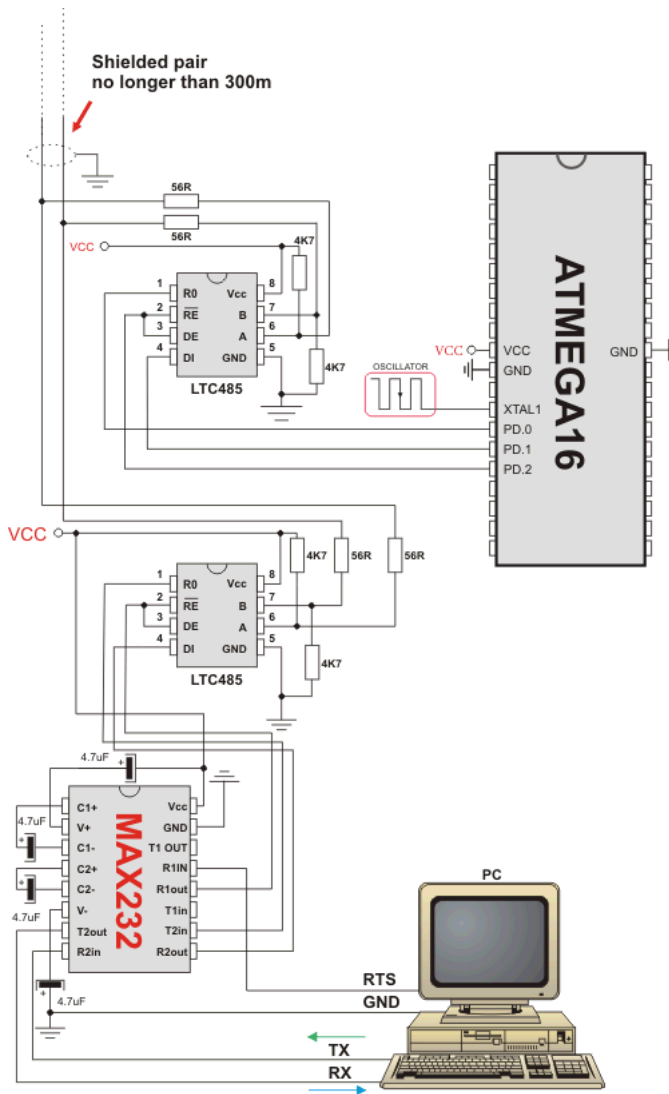 Shielded pair
no longer than 300m
56R
56R
VCC
4K7
1 R0 Vcc 8
2 RE B 7
3 DE A 6
4 DI GND 5
LTC485
4K7
ATMEGA16
VCC VCC
GND
GND
OSCILLATOR
XTAL1
PD.0
PD.1
PD.2
VCC
4K7 56R 56R
1 R0 Vcc 8
2 RE B 7
3 DE A 6
4 DI GND 5
LTC485
4K7
4.7uF +
MAX232
C1+ Vcc
4.7uF
V+ GND
+
C1- T1 OUT
C2+ R1IN
+
C2- R1out
4.7uF
V- T1in
T2out T2in
R2in R2out
+
4.7uF
PC
RTS
GND
TX
RX